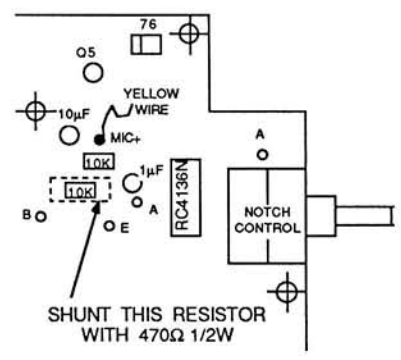 76
Q5
YELLOW
WIRE
10µF
MIC+
A
10K
1µF
10K
A
RC4136N
B
E
NOTCH
CONTROL
SHUNT THIS RESISTOR
WITH 470Ω 1/2W